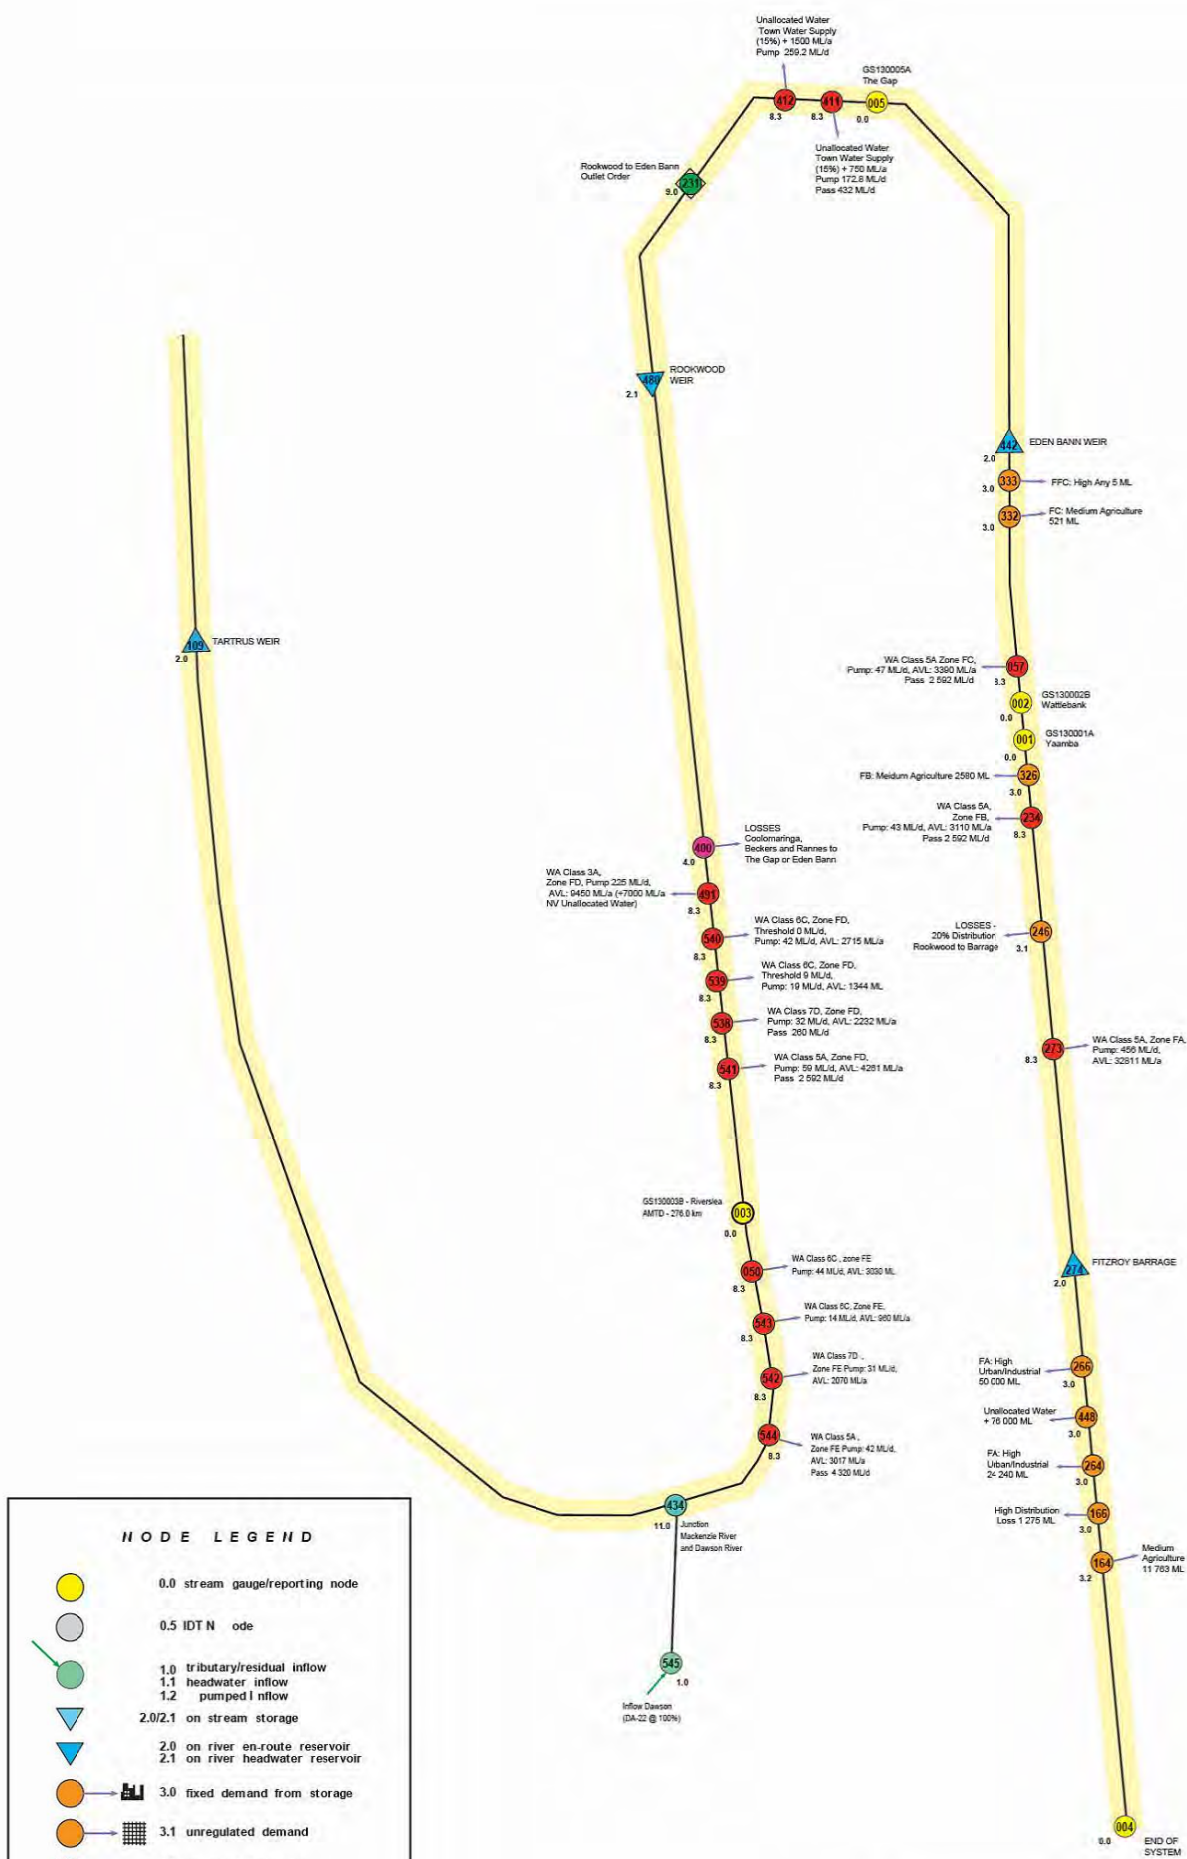 Unallocated Water
Town Water Supply
(15%) + 1500 ML/a
Pump 259.2 ML/d
GS130005A
The Gap
412
411
005
8.3
8.3
0.0
Unallocated Water
Town Water Supply
(15%) + 750 ML/a
Pump 172.8 ML/d
Pass 432 ML/d
Rookwood to Eden Bann
Outlet Order
231
9.0
480
ROOKWOOD
WEIR
2.1
442
EDEN BANN WEIR
2.0
333
FFC: High Any 5 ML
3.0
332
FC: Medium Agriculture
521 ML
3.0
109
TARTRUS WEIR
2.0
WA Class 5A Zone FC,
Pump: 47 ML/d, AVL: 3390 ML/a
Pass 2 592 ML/d
057
8.3
002
GS130002B
Wattlebank
0.0
001
GS130001A
Yaamba
0.0
FB: Meidum Agriculture 2580 ML
326
3.0
WA Class 5A,
Zone FB,
Pump: 43 ML/d, AVL: 3110 ML/a
Pass 2 592 ML/d
234
8.3
400
LOSSES
Coolomaringa,
Beckers and Rannes to
The Gap or Eden Bann
4.0
WA Class 3A,
Zone FD, Pump 225 ML/d,
AVL: 9450 ML/a (+7000 ML/a
NV Unallocated Water)
491
8.3
540
WA Class 6C, Zone FD,
Threshold 0 ML/d,
Pump: 42 ML/d, AVL: 2715 ML/a
8.3
LOSSES -
20% Distribution
Rookwood to Barrage
246
3.1
539
WA Class 6C, Zone FD,
Threshold 9 ML/d,
Pump: 19 ML/d, AVL: 1344 ML
8.3
538
WA Class 7D, Zone FD,
Pump: 32 ML/d, AVL: 2232 ML/a
Pass 260 ML/d
8.3
541
WA Class 5A, Zone FD,
Pump: 59 ML/d, AVL: 4261 ML/a
Pass 2 592 ML/d
8.3
273
WA Class 5A, Zone FA,
Pump: 456 ML/d,
AVL: 32811 ML/a
8.3
GS130003B - Riverslea
AMTD - 276.0 km
003
0.0
050
WA Class 6C , zone FE
Pump: 44 ML/d, AVL: 3030 ML
8.3
274
FITZROY BARRAGE
2.0
543
WA Class 6C, Zone FE,
Pump: 14 ML/d, AVL: 960 ML/a
8.3
542
WA Class 7D ,
Zone FE Pump: 31 ML/d,
AVL: 2070 ML/a
8.3
FA: High
Urban/Industrial
50 000 ML
266
3.0
Unallocated Water
+ 76 000 ML
448
3.0
544
WA Class 5A ,
Zone FE Pump: 42 ML/d,
AVL: 3017 ML/a
Pass 4 320 ML/d
8.3
FA: High
Urban/Industrial
24 240 ML
264
3.0
434
11.0
Junction
Mackenzie River
and Dawson River
High Distribution
Loss 1 275 ML
166
3.0
164
Medium
Agriculture
11 763 ML
3.2
545
1.0
Inflow Dawson
(DA-22 @ 100%)
004
0.0
END OF
SYSTEM
NODE LEGEND
0.0 stream gauge/reporting node
0.5 IDT N ode
1.0 tributary/residual inflow
1.1 headwater inflow
1.2 pumped I nflow
2.0/2.1 on stream storage
2.0 on river en-route reservoir
2.1 on river headwater reservoir
3.0 fixed demand from storage
3.1 unregulated demand